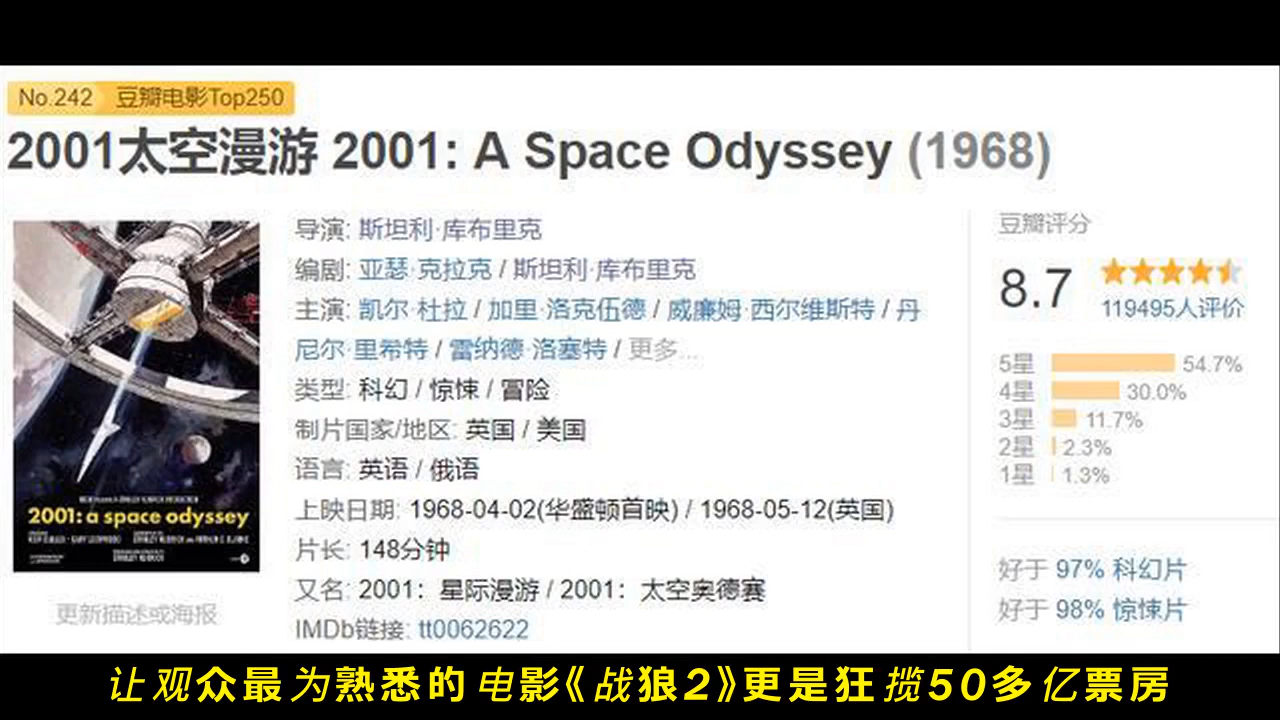 No.242 豆瓣电影Top250
2001太空漫游 2001: A Space Odyssey (1968)
2001: a space odyssey
更新描述或海报
导演: 斯坦利·库布里克
编剧: 亚瑟·克拉克 / 斯坦利·库布里克
主演: 凯尔·杜拉 / 加里·洛克伍德 / 威廉姆·西尔维斯特 / 丹
尼尔·里希特 / 雷纳德·洛塞特 / 更多...
类型: 科幻 / 惊悚 / 冒险
制片国家/地区: 英国 / 美国
语言: 英语 / 俄语
上映日期: 1968-04-02(华盛顿首映) / 1968-05-12(英国)
片长: 148分钟
又名: 2001：星际漫游 / 2001：太空奥德赛
IMDb链接: tt0062622
豆瓣评分
8.7
119495人评价
5星 54.7%
4星 30.0%
3星 11.7%
2星 2.3%
1星 1.3%
好于 97% 科幻片
好于 98% 惊悚片
让观众最为熟悉的电影《战狼2》更是狂揽50多亿票房